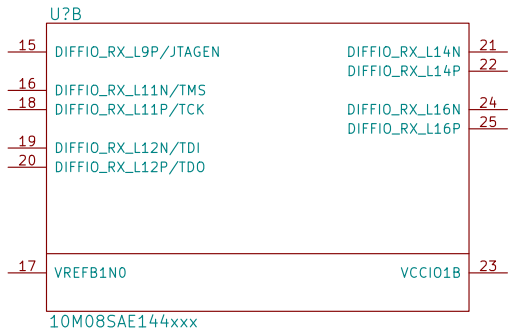 U?B
15 DIFFIO_RX_L9P/JTAGEN DIFFIO_RX_L14N 21
DIFFIO_RX_L14P 22
16 DIFFIO_RX_L11N/TMS
18 DIFFIO_RX_L11P/TCK DIFFIO_RX_L16N 24
DIFFIO_RX_L16P 25
19 DIFFIO_RX_L12N/TDI
20 DIFFIO_RX_L12P/TDO
17 VREFB1N0 VCCIO1B 23
10M08SAE144xxx